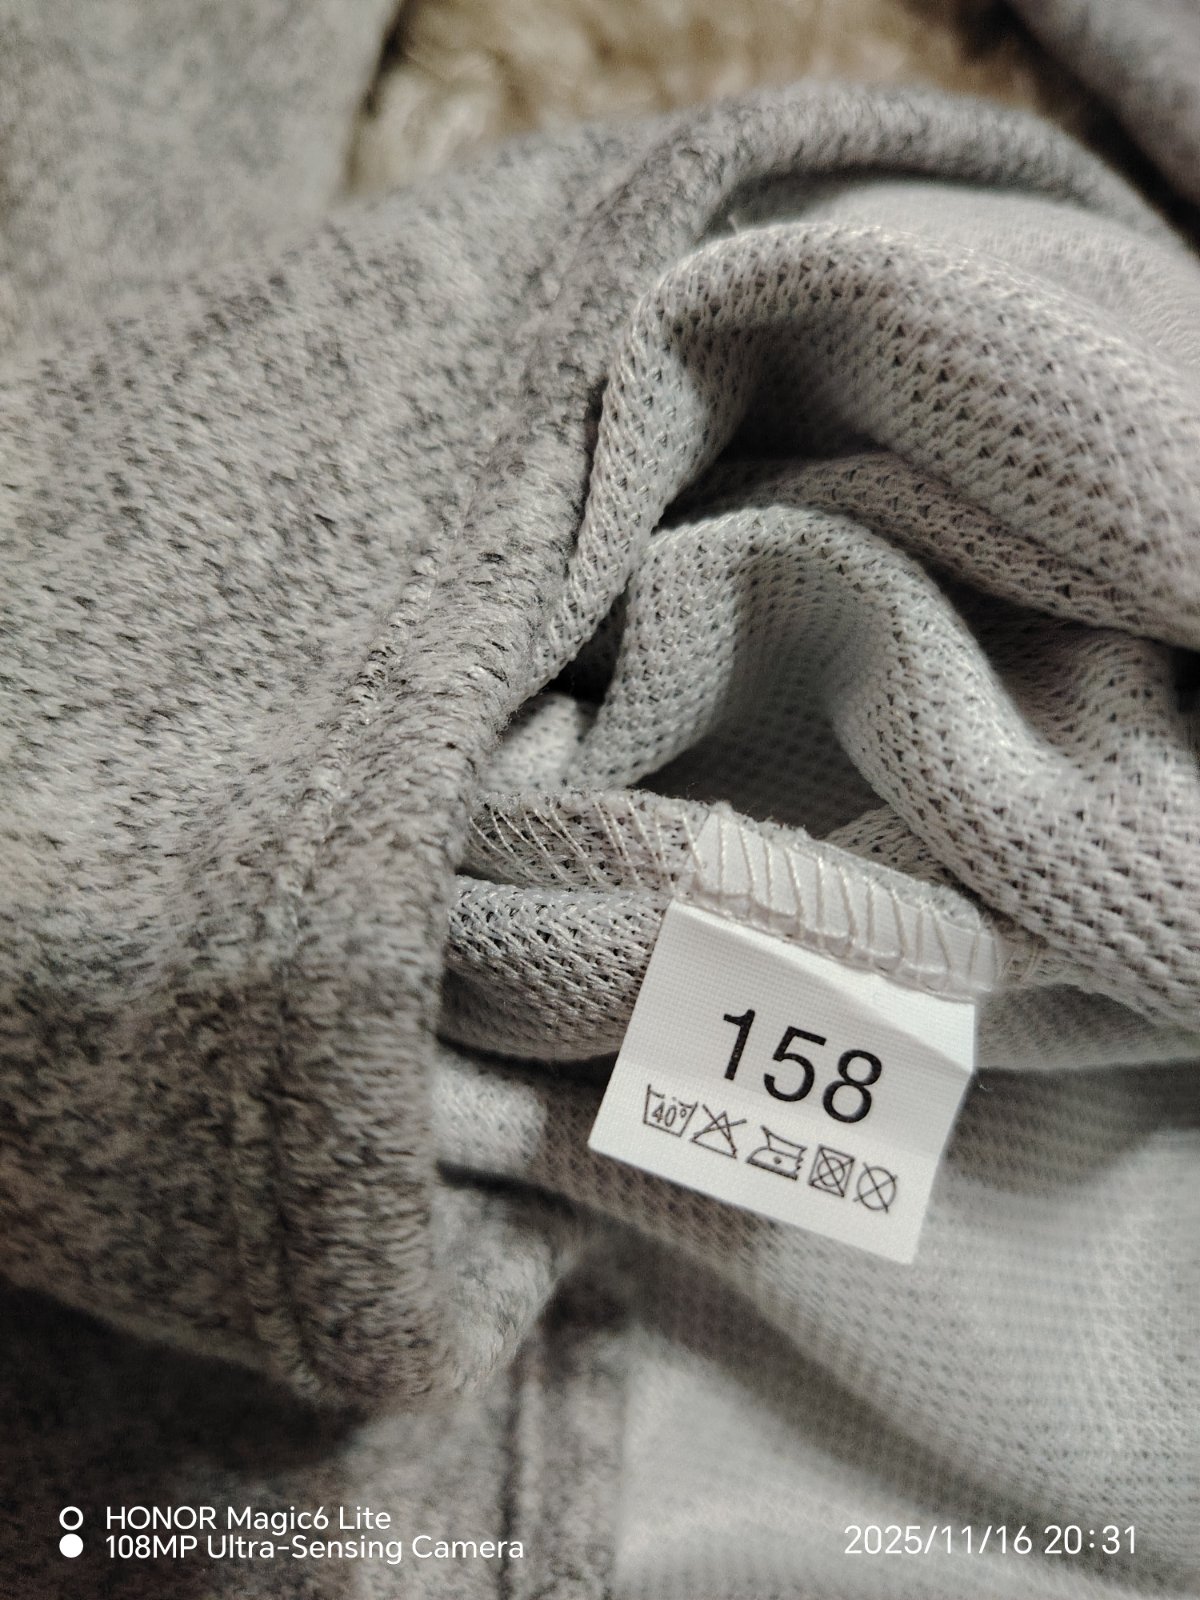 158
40°
HONOR Magic6 Lite
108MP Ultra-Sensing Camera
2025/11/16 20:31